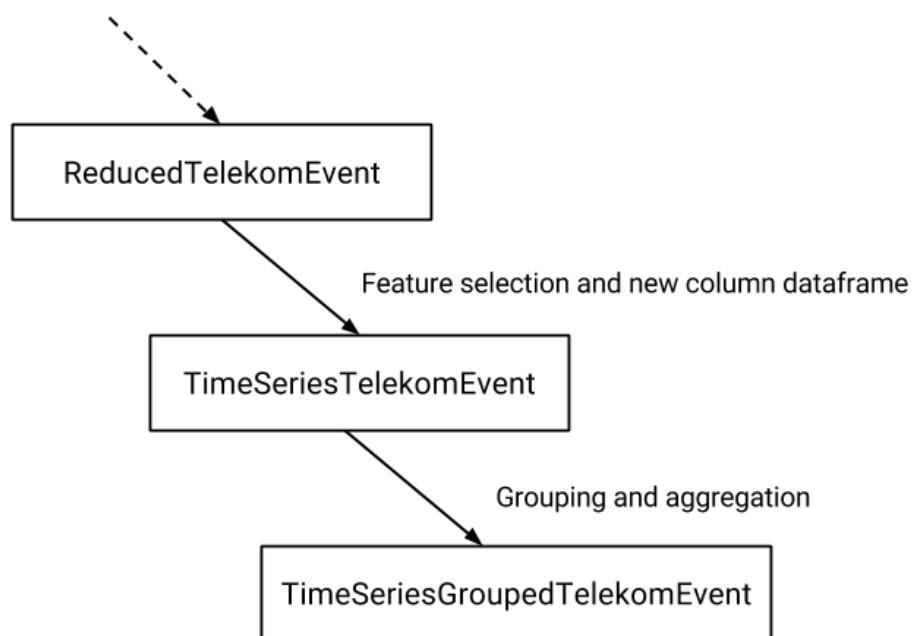 ReducedTelekomEvent
Feature selection and new column dataframe
TimeSeriesTelekomEvent
Grouping and aggregation
TimeSeriesGroupedTelekomEvent